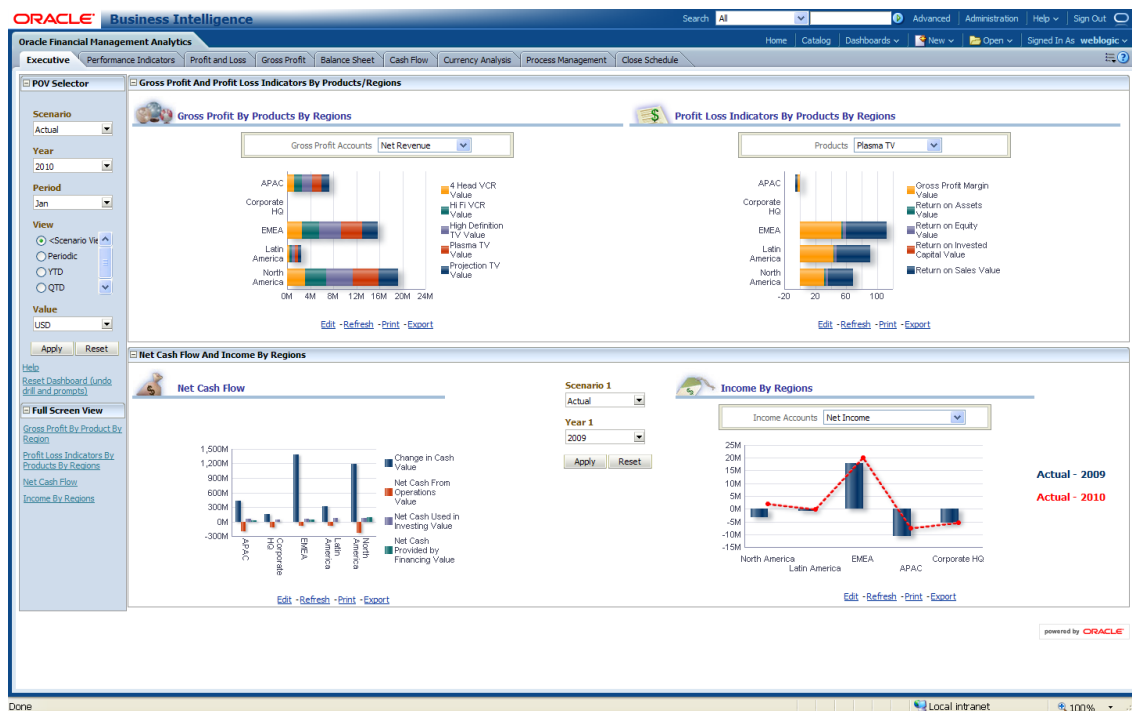 ORACLE Business Intelligence
Search All Advanced Administration Help Sign Out
Oracle Financial Management Analytics
Home Catalog Dashboards New Open Signed In As weblogic
Executive Performance Indicators Profit and Loss Gross Profit Balance Sheet Cash Flow Currency Analysis Process Management Close Schedule
POV Selector
Scenario
Actual
Year
2010
Period
Jan
View
<Scenario Vie
Periodic
YTD
QTD
Value
USD
Apply Reset
Help
Reset Dashboard (undo
drill and prompts)
Full Screen View
Gross Profit By Product By
Region
Profit Loss Indicators By
Products By Regions
Net Cash Flow
Income By Regions
Gross Profit And Profit Loss Indicators By Products/Regions
Gross Profit By Products By Regions
Gross Profit Accounts Net Revenue
APAC
Corporate
HQ
EMEA
Latin
America
North
America
0M 4M 8M 12M 16M 20M 24M
4 Head VCR
Value
Hi Fi VCR
Value
High Definition
TV Value
Plasma TV
Value
Projection TV
Value
Edit - Refresh - Print - Export
Profit Loss Indicators By Products By Regions
Products Plasma TV
APAC
Corporate
HQ
EMEA
Latin
America
North
America
-20 20 60 100
Gross Profit Margin
Value
Return on Assets
Value
Return on Equity
Value
Return on Invested
Capital Value
Return on Sales Value
Edit - Refresh - Print - Export
Net Cash Flow And Income By Regions
Net Cash Flow
1,500M
1,200M
900M
600M
300M
0M
-300M
APAC
Corporate
HQ
EMEA
Latin
America
North
America
Change in Cash
Value
Net Cash From
Operations
Value
Net Cash Used in
Investing Value
Net Cash
Provided by
Financing Value
Edit - Refresh - Print - Export
Scenario 1
Actual
Year 1
2009
Apply Reset
Income By Regions
Income Accounts Net Income
25M
20M
15M
10M
5M
0M
-5M
-10M
-15M
North America
Latin America
EMEA
APAC
Corporate HQ
Actual - 2009
Actual - 2010
Edit - Refresh - Print - Export
powered by ORACLE
Done
Local intranet
100%